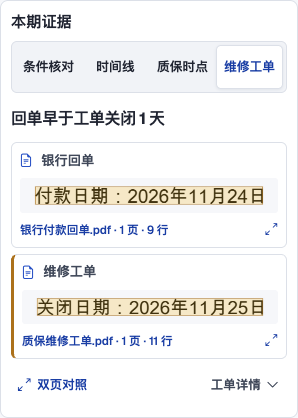 本期证据
条件核对 时间线 质保时点 维修工单
回单早于工单关闭1天
银行回单
付款日期：2026年11月24日
银行付款回单.pdf · 1 页 · 9 行
维修工单
关闭日期：2026年11月25日
质保维修工单.pdf · 1 页 · 11 行
双页对照 工单详情